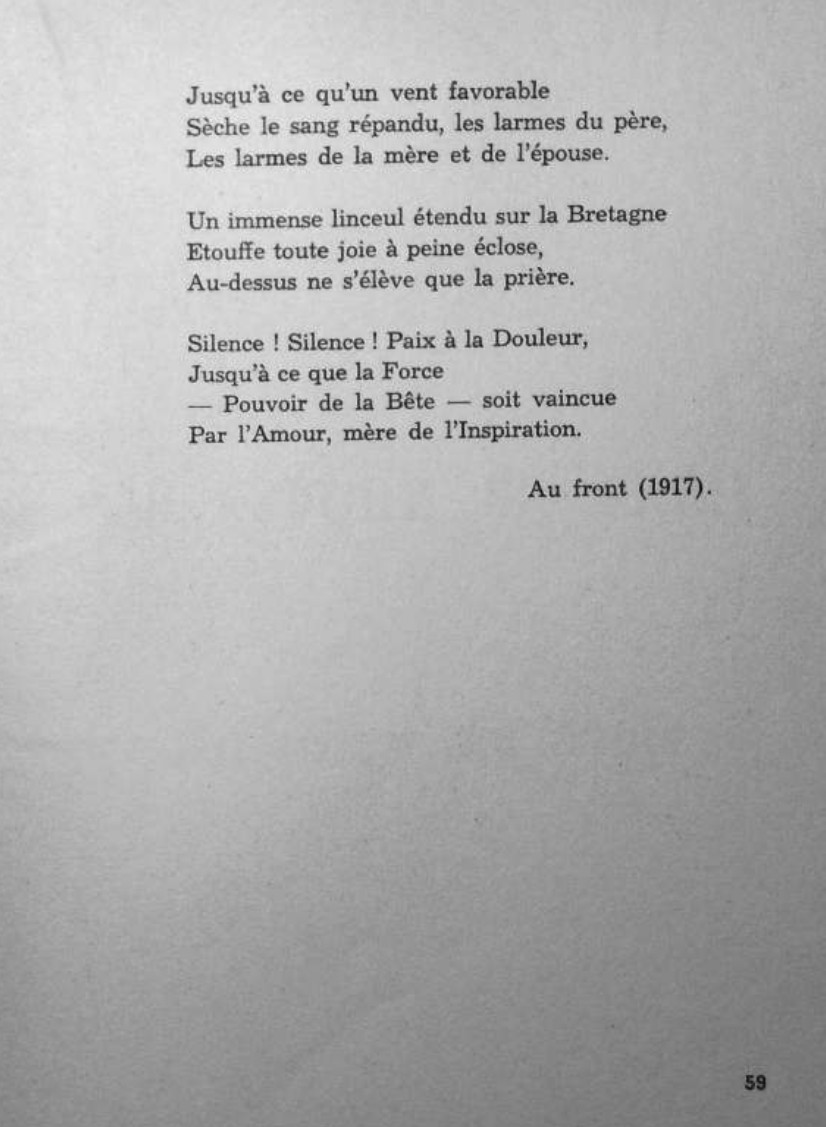 Jusqu'à ce qu'un vent favorable
Sèche le sang répandu, les larmes du père,
Les larmes de la mère et de l'épouse.
Un immense linceul étendu sur la Bretagne
Etouffe toute joie à peine éclose,
Au-dessus ne s'élève que la prière.
Silence ! Silence ! Paix à la Douleur,
Jusqu'à ce que la Force
— Pouvoir de la Bête — soit vaincue
Par l'Amour, mère de l'Inspiration.
Au front (1917).
59